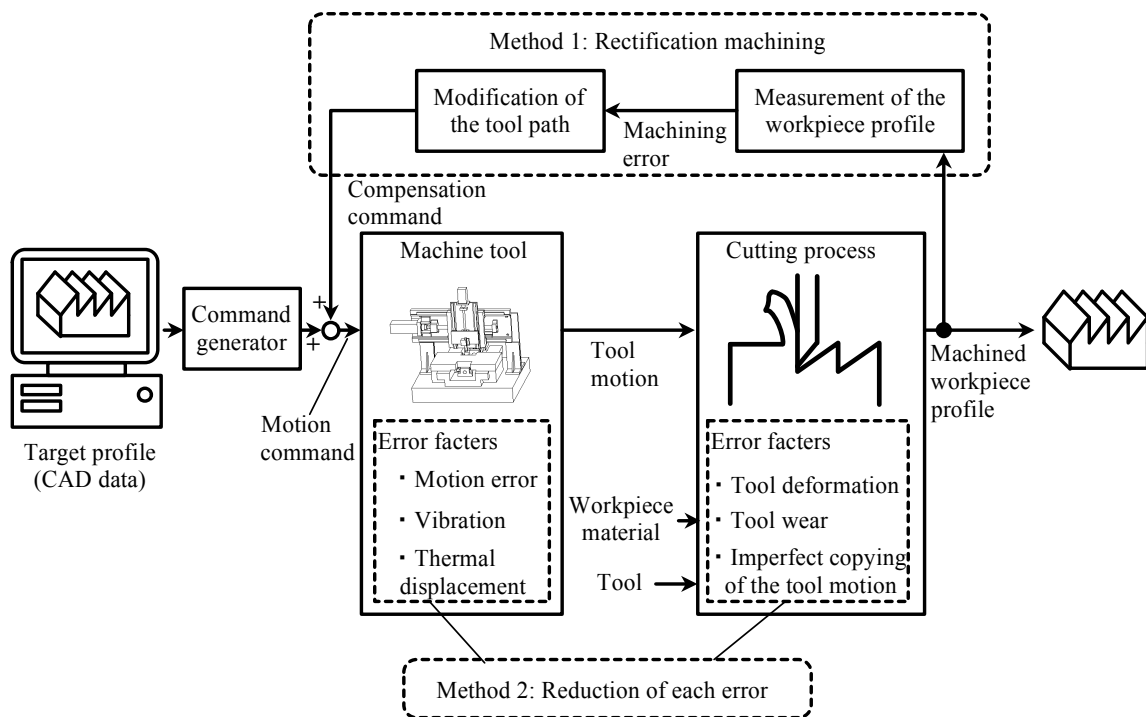 Method 1: Rectification machining
Modification of
the tool path
Machining
error
Measurement of the
workpiece profile
Compensation
command
Machine tool
Cutting process
Command
generator
+
+
Motion
command
Target profile
(CAD data)
Tool
motion
Machined
workpiece
profile
Error facters
・Motion error
・Vibration
・Thermal
displacement
Workpiece
material
Tool
Error facters
・Tool deformation
・Tool wear
・Imperfect copying
of the tool motion
Method 2: Reduction of each error